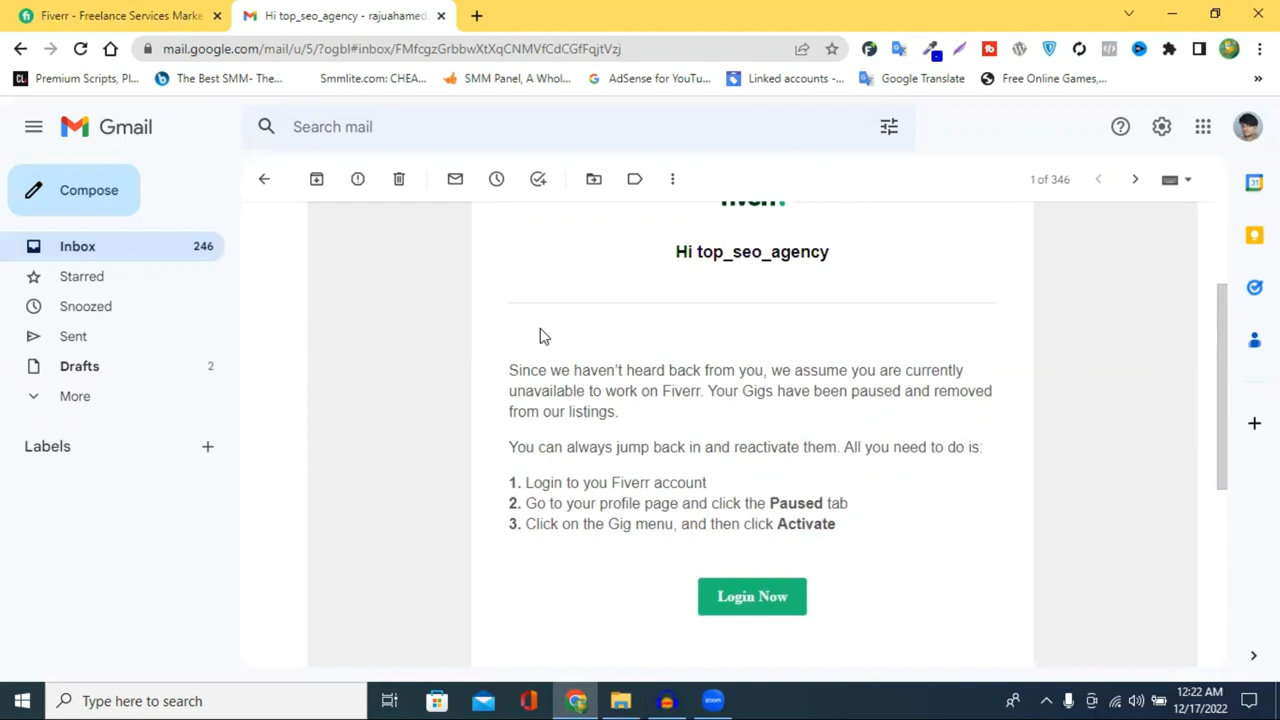 Fiverr - Freelance Services Marke
Hi top_seo_agency - rajuahamed.
mail.google.com/mail/u/5/?ogbl#inbox/FMfcgzGrbbwXtXqCNMVfCdCGfFqjtVzj
Premium Scripts, Pl...
The Best SMM- The...
Smmlite.com: CHEA...
SMM Panel, A Whol...
AdSense for YouTu...
Linked accounts -...
Google Translate
Free Online Games,...
»
Gmail
Search mail
Compose
1 of 346
Inbox 246
Starred
Snoozed
Sent
Drafts 2
More
Labels
fiverr.
Hi top_seo_agency
Since we haven't heard back from you, we assume you are currently
unavailable to work on Fiverr. Your Gigs have been paused and removed
from our listings.
You can always jump back in and reactivate them. All you need to do is:
1. Login to you Fiverr account
2. Go to your profile page and click the Paused tab
3. Click on the Gig menu, and then click Activate
Login Now
Type here to search
zoom
12:22 AM
12/17/2022